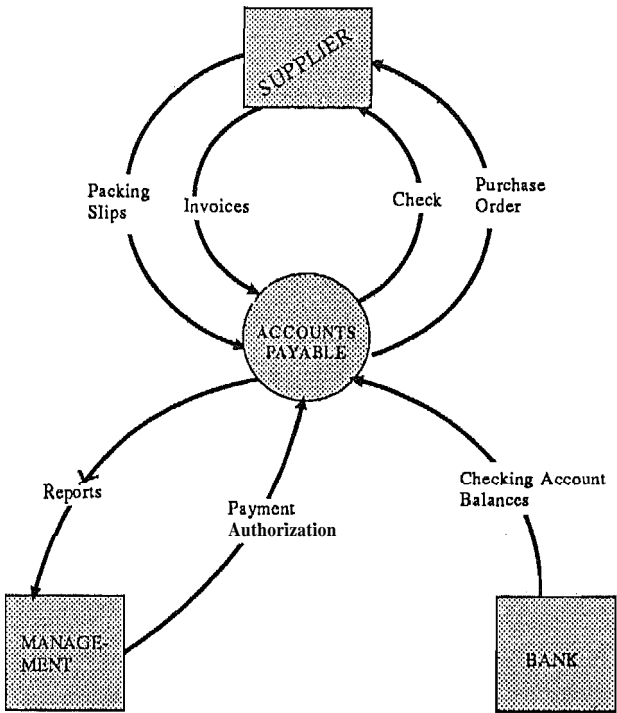 SUPPLIER
Packing
Slips
Invoices
Check
Purchase
Order
ACCOUNTS
PAYABLE
Reports
Payment
Authorization
Checking Account
Balances
MANAGE-
MENT
BANK